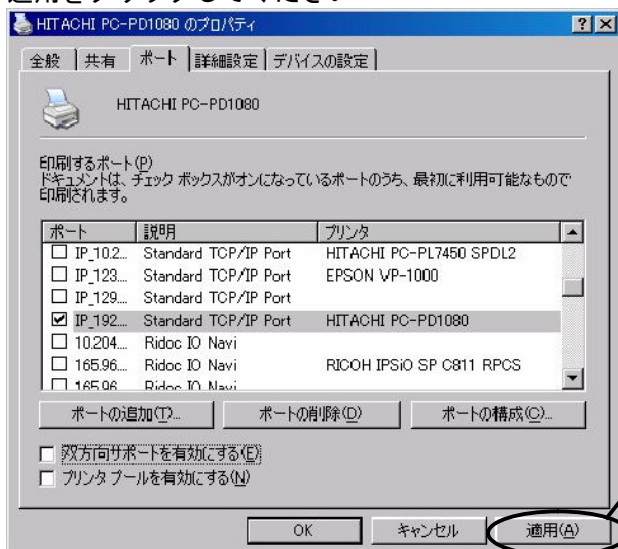 適用をクリックしてください
HITACHI PC-PD1080 のプロパティ
全般 共有 ポート 詳細設定 デバイスの設定
HITACHI PC-PD1080
印刷するポート(P)
ドキュメントは、チェック ボックスがオンになっているポートのうち、最初に利用可能なもので
印刷されます。
ポート 説明 プリンタ
IP_10.2... Standard TCP/IP Port HITACHI PC-PL7450 SPDL2
IP_123... Standard TCP/IP Port EPSON VP-1000
IP_129... Standard TCP/IP Port
IP_192... Standard TCP/IP Port HITACHI PC-PD1080
10.204.... Ridoc IO Navi
165.96.... Ridoc IO Navi RICOH IPSiO SP C811 RPCS
165.96 Ridoc IO Navi
ポートの追加(T)... ポートの削除(D) ポートの構成(C)...
双方向サポートを有効にする(E)
プリンタ プールを有効にする(N)
OK キャンセル 適用(A)